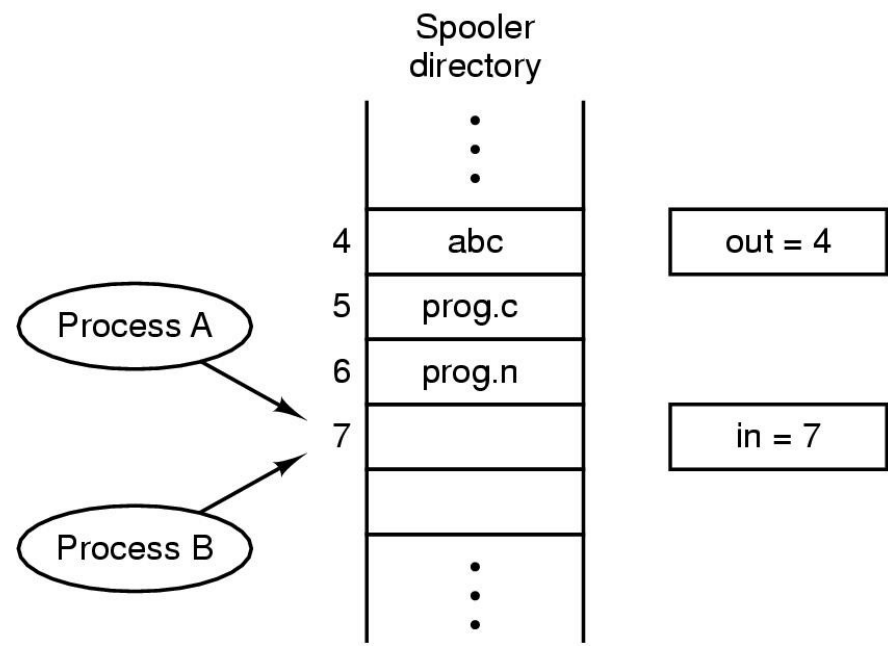 Spooler
directory
4 abc out = 4
5 prog.c
Process A
6 prog.n
7 in = 7
Process B